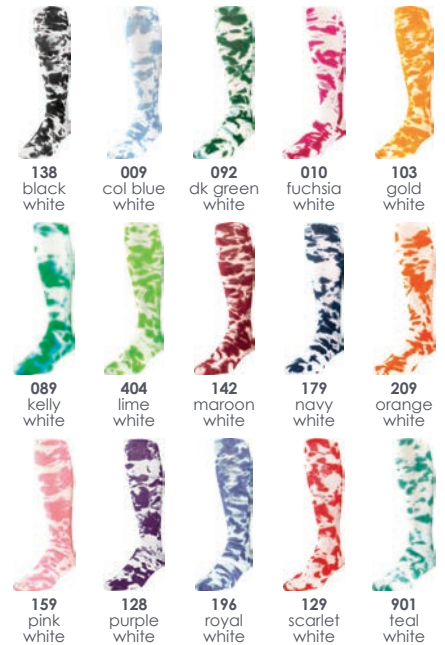 138 009 092 010 103
black col blue dk green fuchsia gold
white white white white white
089 404 142 179 209
kelly lime maroon navy orange
white white white white white
159 128 196 129 901
pink purple royal scarlet teal
white white white white white